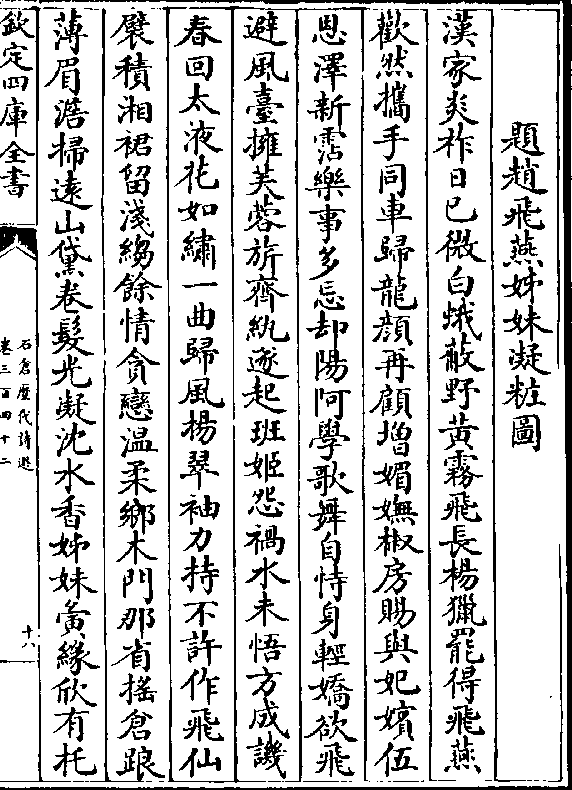 題趙飛燕姊妹凝粧圖
漢家炎祚日已微白蛾蔽野黄霧飛長楊獵罷得飛燕
歡然攜手同車歸龍顔再顧增媚嫵椒房賜與妃嬪伍
恩澤新霑樂事多忘却陽阿學歌舞自恃身輕嬌欲飛
避風臺擁芙蓉旂齊紈逐起班姬怨禍水未悟方成譏
春回太液花如繡一曲歸風楊翠袖力持不許作飛仙
襞積湘裙留淺縐餘情貪戀温柔鄉木門那省摇倉琅
薄眉澹掃逺山黛卷髮光凝沈水香姊妹夤緣欣有托
欽定四庫全書
石倉歷代詩選
卷三百四十二
十六